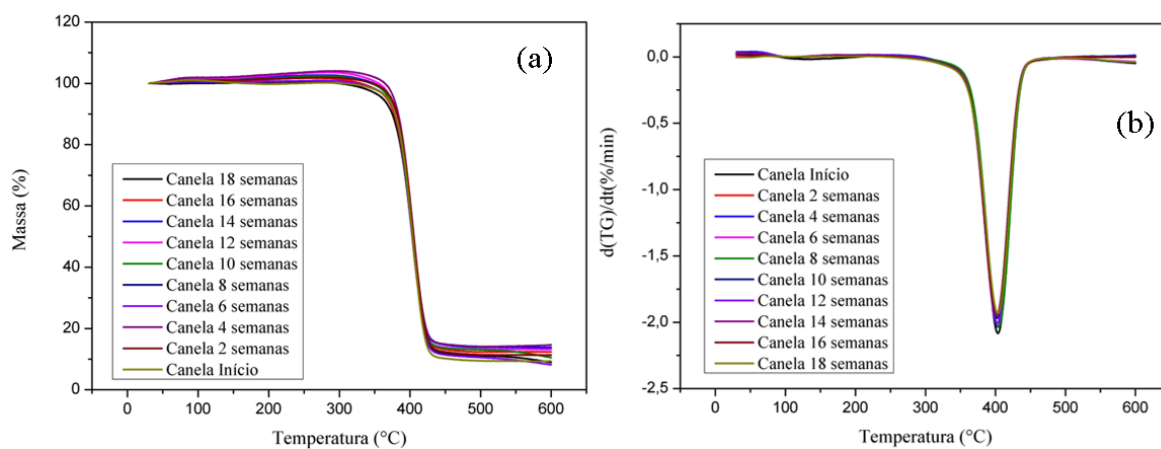 (a)
Massa (%)
120
100
80
60
40
20
0
Canela 18 semanas
Canela 16 semanas
Canela 14 semanas
Canela 12 semanas
Canela 10 semanas
Canela 8 semanas
Canela 6 semanas
Canela 4 semanas
Canela 2 semanas
Canela Início
0 100 200 300 400 500 600
Temperatura (°C)
(b)
d(TG)/dt(%/min)
0,0
-0,5
-1,0
-1,5
-2,0
-2,5
Canela Início
Canela 2 semanas
Canela 4 semanas
Canela 6 semanas
Canela 8 semanas
Canela 10 semanas
Canela 12 semanas
Canela 14 semanas
Canela 16 semanas
Canela 18 semanas
0 100 200 300 400 500 600
Temperatura (°C)